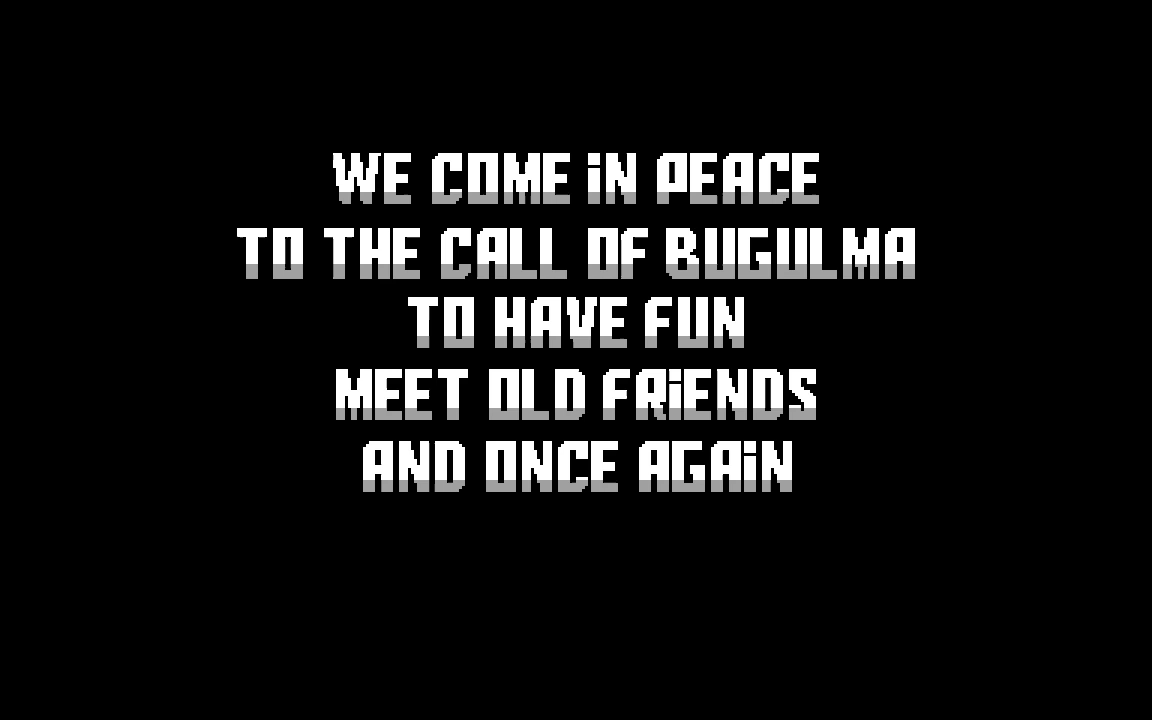 WE COME iN PEACE
TO THE CALL OF BUGULMA
TO HAVE FUN
MEET OLD FRiENDS
AND ONCE AGAiN